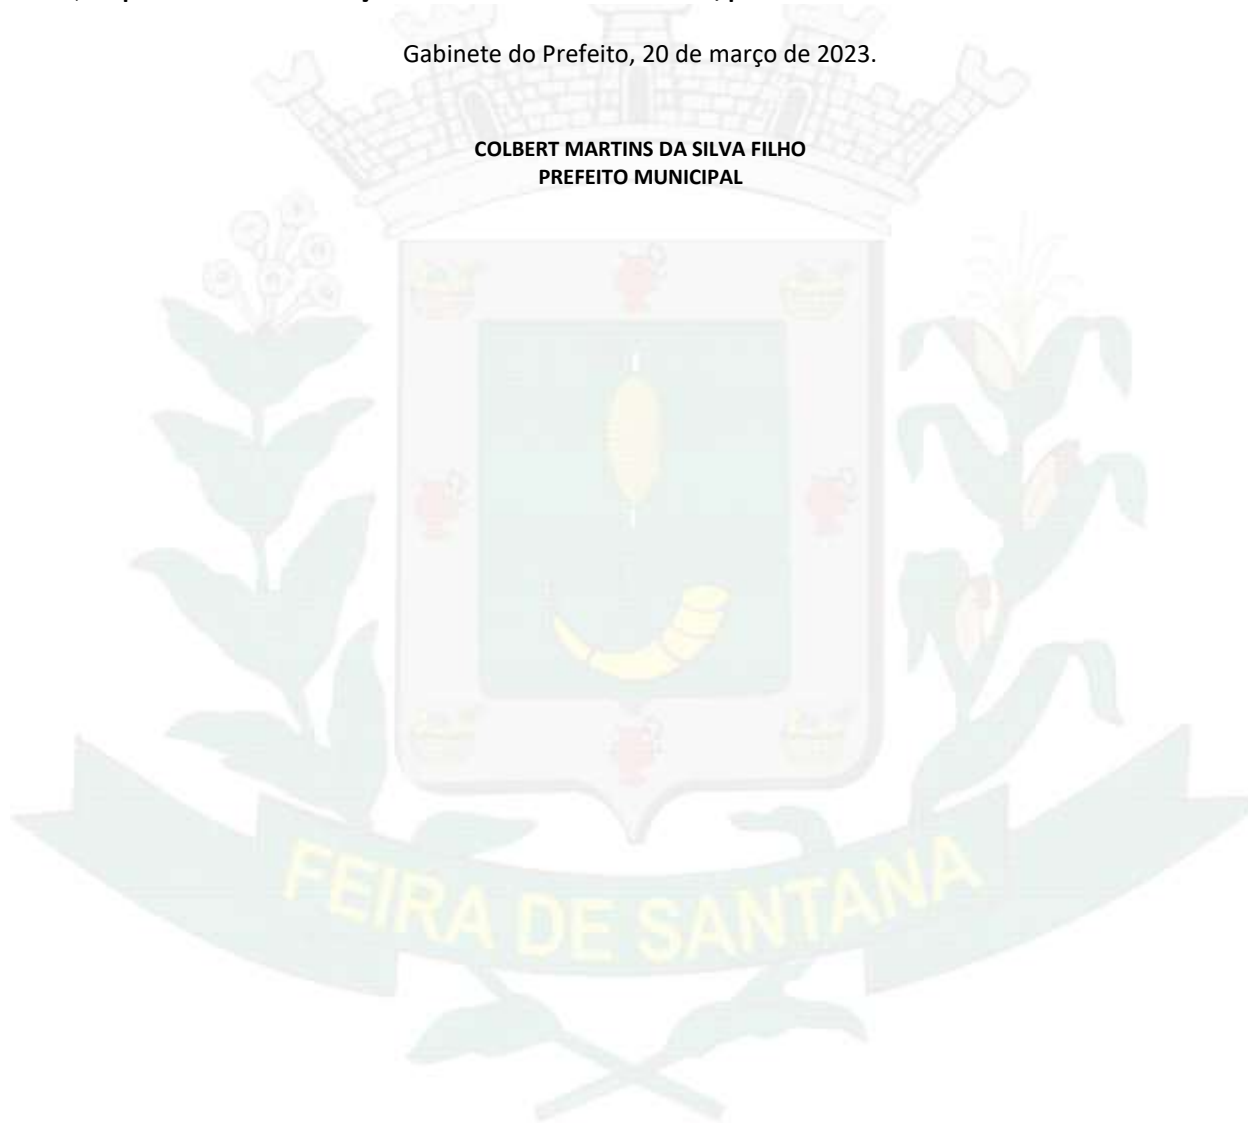 Gabinete do Prefeito, 20 de março de 2023.
COLBERT MARTINS DA SILVA FILHO
PREFEITO MUNICIPAL
FEIRA DE SANTANA